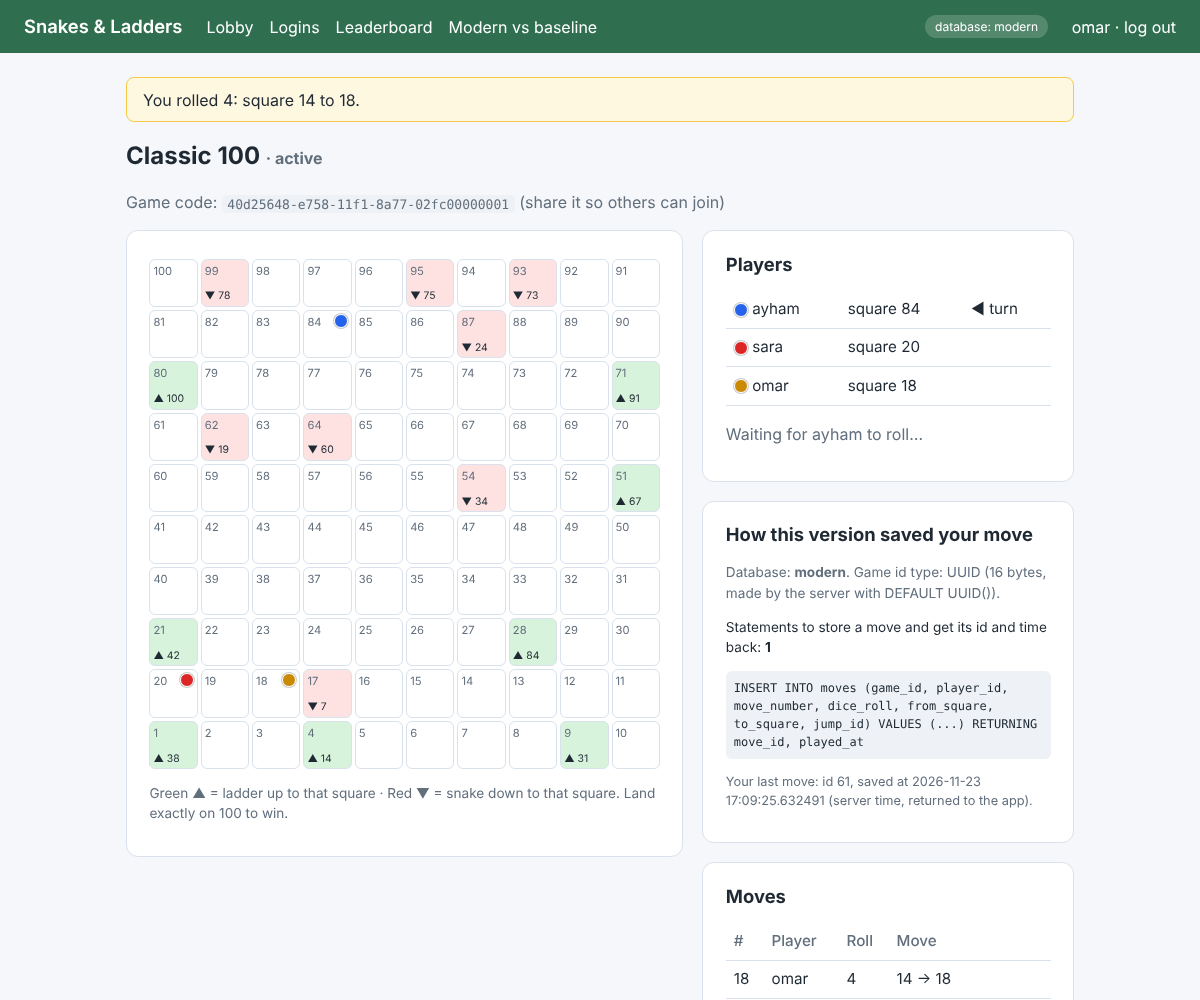 Snakes & Ladders Lobby Logins Leaderboard Modern vs baseline database: modern omar · log out
You rolled 4: square 14 to 18.
Classic 100 · active
Game code: 40d25648-e758-11f1-8a77-02fc00000001 (share it so others can join)
100 99 98 97 96 95 94 93 92 91
▼ 78 ▼ 75 ▼ 73
81 82 83 84 85 86 87 88 89 90
▼ 24
80 79 78 77 76 75 74 73 72 71
▲ 100 ▲ 91
61 62 63 64 65 66 67 68 69 70
▼ 19 ▼ 60
60 59 58 57 56 55 54 53 52 51
▼ 34 ▲ 67
41 42 43 44 45 46 47 48 49 50
40 39 38 37 36 35 34 33 32 31
21 22 23 24 25 26 27 28 29 30
▲ 42 ▲ 84
20 19 18 17 16 15 14 13 12 11
▼ 7
1 2 3 4 5 6 7 8 9 10
▲ 38 ▲ 14 ▲ 31
Green ▲ = ladder up to that square · Red ▼ = snake down to that square. Land
exactly on 100 to win.
Players
ayham square 84 ◀ turn
sara square 20
omar square 18
Waiting for ayham to roll...
How this version saved your move
Database: modern. Game id type: UUID (16 bytes,
made by the server with DEFAULT UUID()).
Statements to store a move and get its id and time
back: 1
INSERT INTO moves (game_id, player_id,
move_number, dice_roll, from_square,
to_square, jump_id) VALUES (...) RETURNING
move_id, played_at
Your last move: id 61, saved at 2026-11-23
17:09:25.632491 (server time, returned to the app).
Moves
# Player Roll Move
18 omar 4 14 → 18